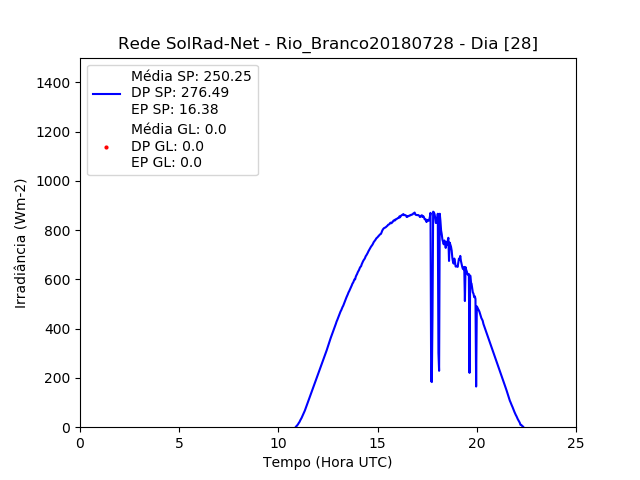 Rede SolRad-Net - Rio_Branco20180728 - Dia [28]
Média SP: 250.25
DP SP: 276.49
EP SP: 16.38
Média GL: 0.0
DP GL: 0.0
EP GL: 0.0
Irradiância (Wm-2)
1400
1200
1000
800
600
400
200
0
0 5 10 15 20 25
Tempo (Hora UTC)